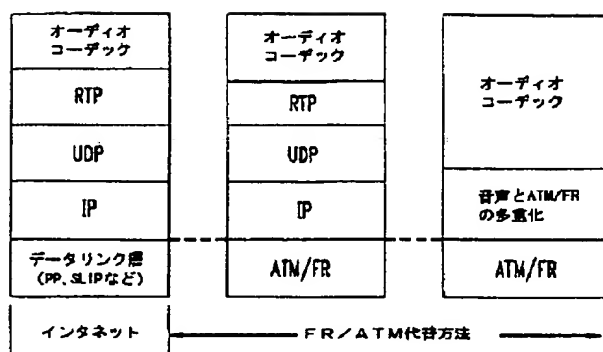 オーディオ
コーデック
RTP
UDP
IP
データリンク層
(PP、SLIPなど)
オーディオ
コーデック
RTP
UDP
IP
ATM/FR
オーディオ
コーデック
音声とATM/FR
の多重化
ATM/FR
インタネット
FR/ATM代替方法